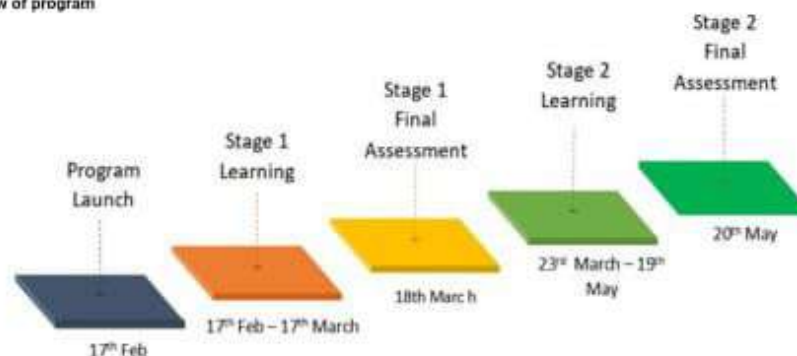 w of program
Program
Launch
17th Feb
Stage 1
Learning
17th Feb – 17th March
Stage 1
Final
Assessment
18th Marc h
Stage 2
Learning
23rd March – 19th
May
Stage 2
Final
Assessment
20th May